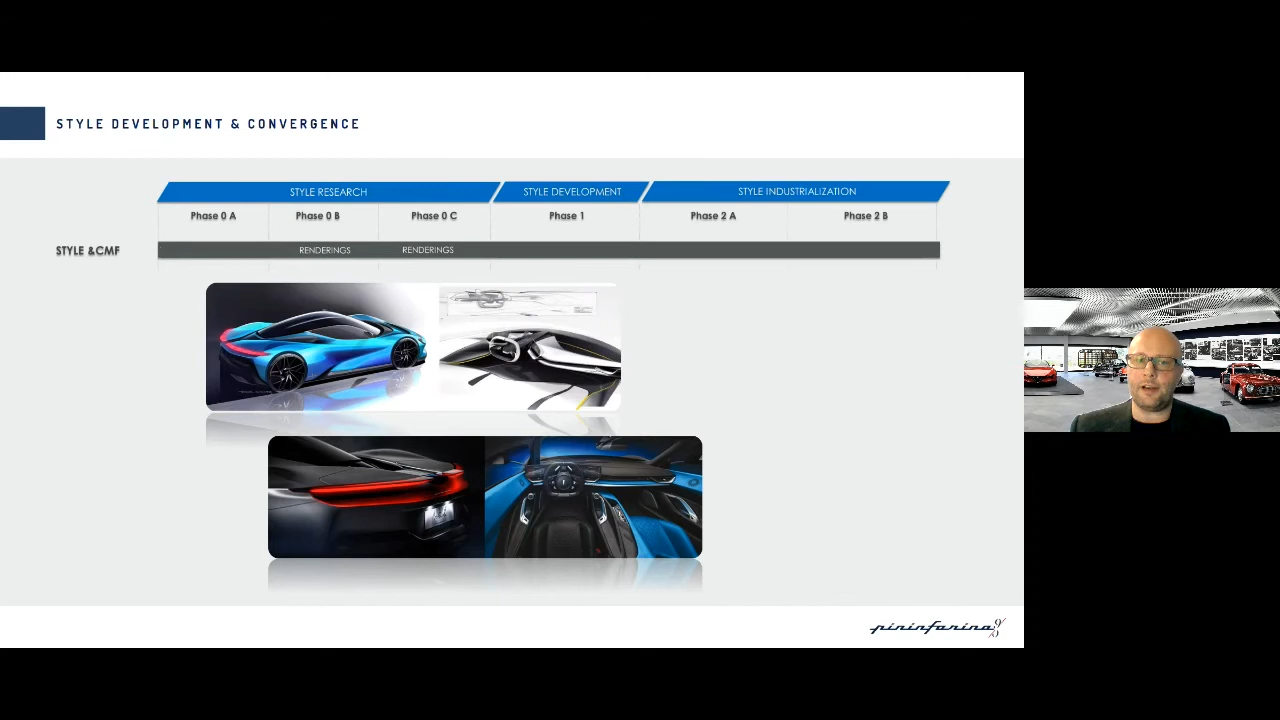 STYLE DEVELOPMENT & CONVERGENCE
STYLE RESEARCH STYLE DEVELOPMENT STYLE INDUSTRIALIZATION
Phase 0 A Phase 0 B Phase 0 C Phase 1 Phase 2 A Phase 2 B
STYLE &CMF RENDERINGS RENDERINGS
pininfarina